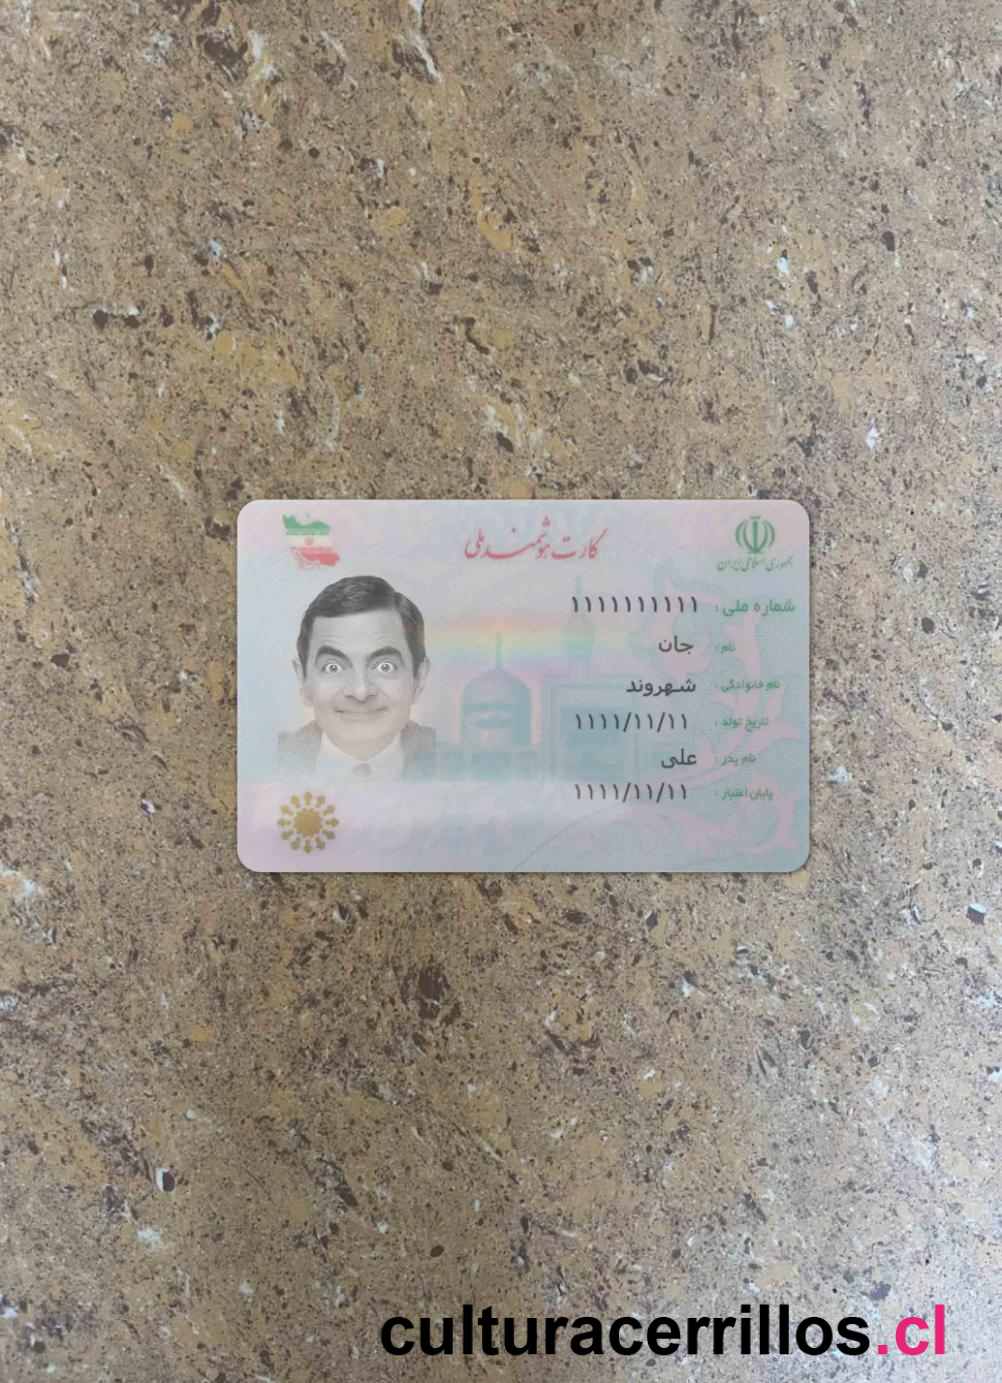 کارت هوشمند ملی
جمهوری اسلامی ایران
شماره ملی : ۱۱۱۱۱۱۱۱۱۱
نام : جان
نام خانوادگی : شهروند
تاریخ تولد : ۱۱۱۱/۱۱/۱۱
نام پدر : علی
پایان اعتبار : ۱۱۱۱/۱۱/۱۱
culturacerrillos.cl